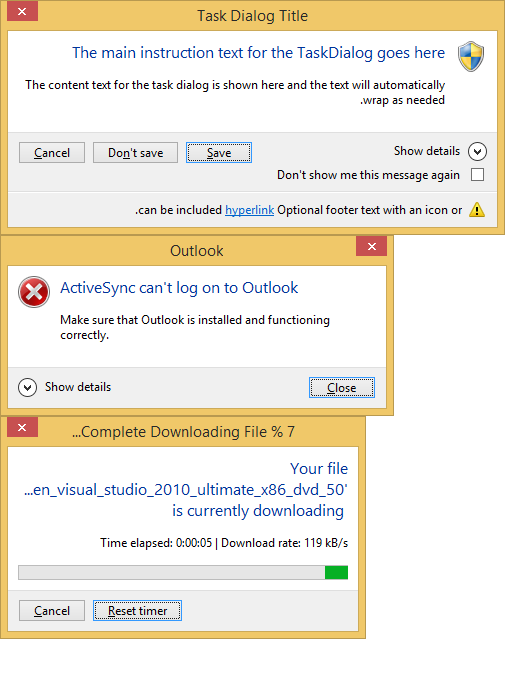 Task Dialog Title
The main instruction text for the TaskDialog goes here
The content text for the task dialog is shown here and the text will automatically
.wrap as needed
Cancel
Don't save
Save
Show details
Don't show me this message again
.can be included hyperlink Optional footer text with an icon or
Outlook
ActiveSync can't log on to Outlook
Make sure that Outlook is installed and functioning
correctly.
Show details
Close
...Complete Downloading File % 7
Your file
...en_visual_studio_2010_ultimate_x86_dvd_50'
is currently downloading
Time elapsed: 0:00:05 | Download rate: 119 kB/s
Cancel
Reset timer